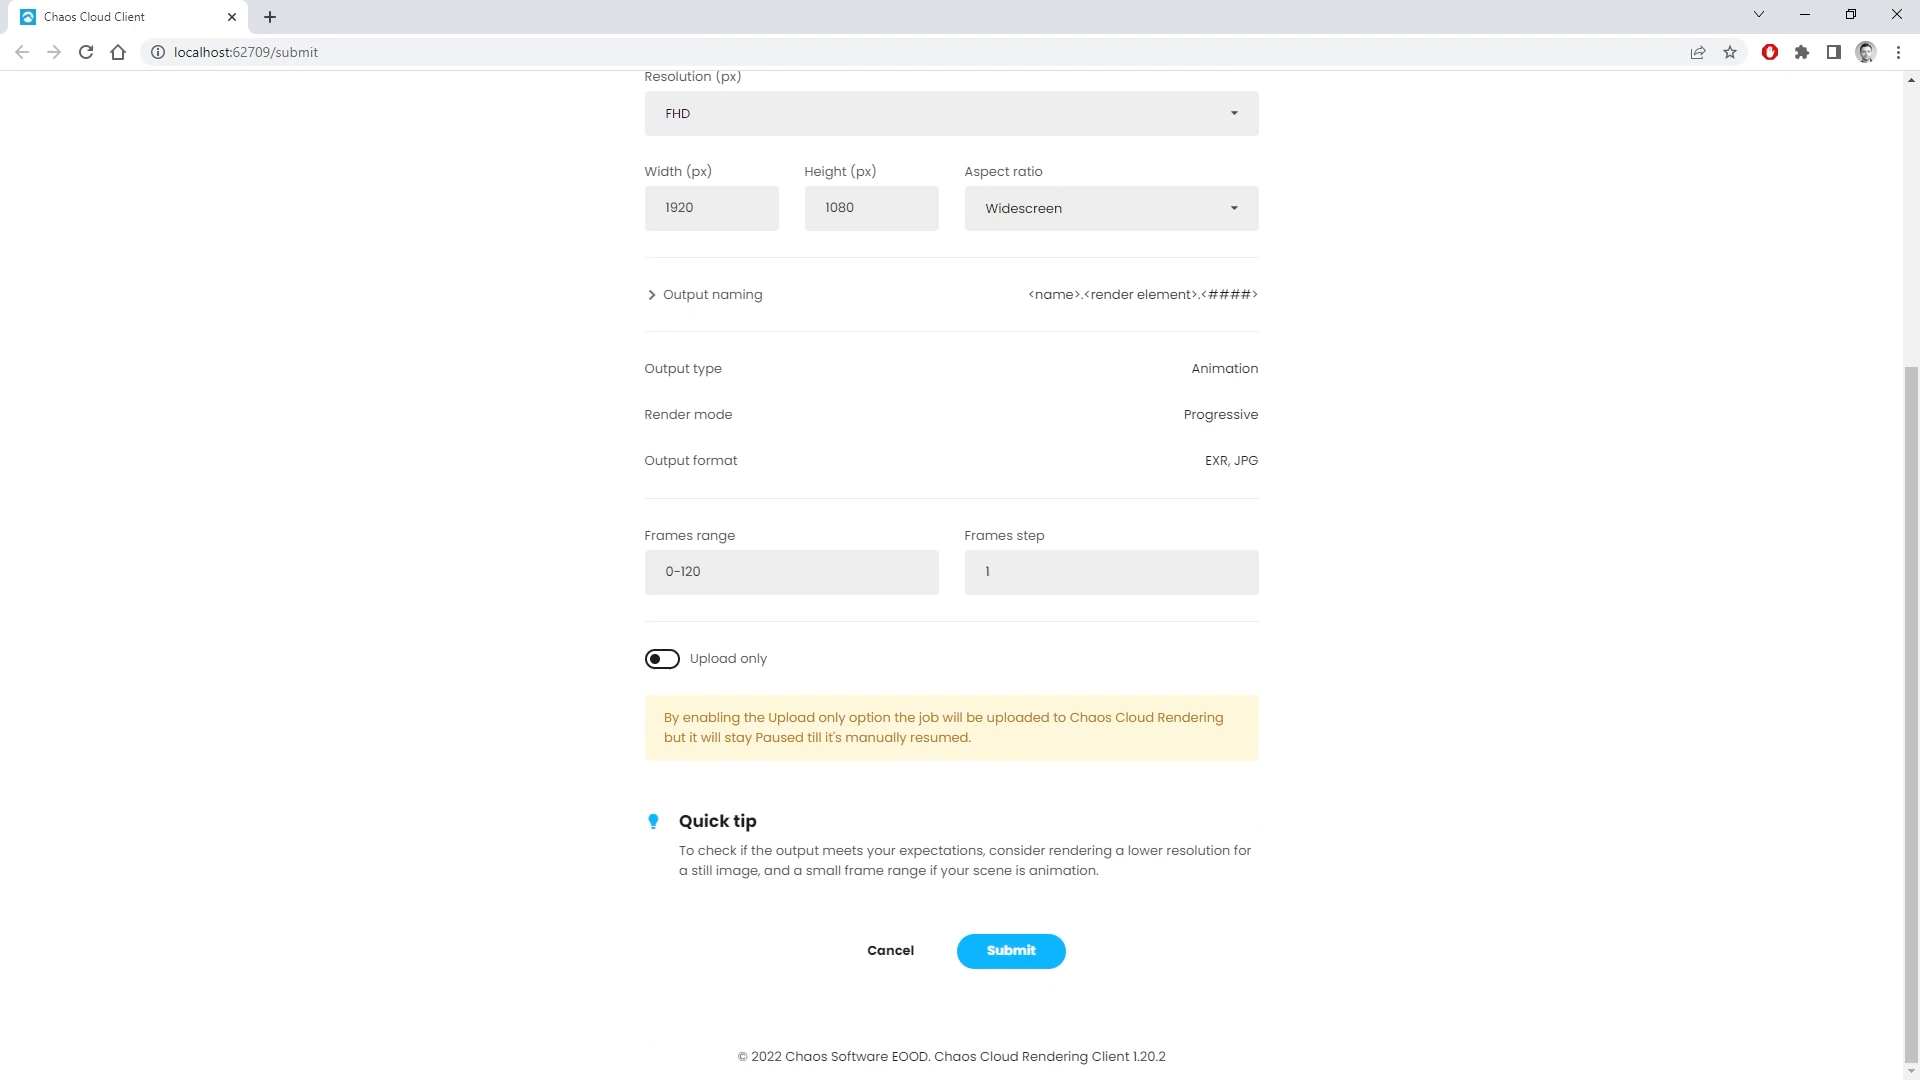 Chaos Cloud Client
localhost:62709/submit
Resolution (px)
FHD
Width (px) Height (px) Aspect ratio
1920 1080 Widescreen
Output naming <name>.<render element>.<####>
Output type Animation
Render mode Progressive
Output format EXR, JPG
Frames range Frames step
0-120 1
Upload only
By enabling the Upload only option the job will be uploaded to Chaos Cloud Rendering
but it will stay Paused till it's manually resumed.
Quick tip
To check if the output meets your expectations, consider rendering a lower resolution for
a still image, and a small frame range if your scene is animation.
Cancel Submit
© 2022 Chaos Software EOOD. Chaos Cloud Rendering Client 1.20.2